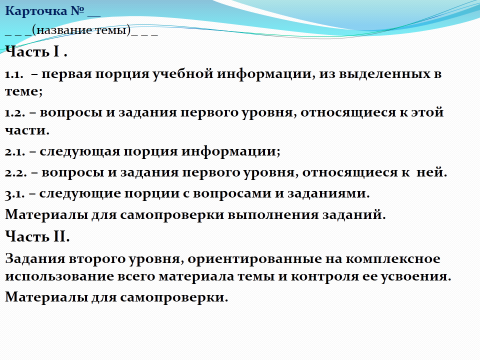 Карточка № __
_ _ _(название темы)_ _ _
Часть I .
1.1.  – первая порция учебной информации, из выделенных в
теме;
1.2. – вопросы и задания первого уровня, относящиеся к этой
части.
2.1. – следующая порция информации;
2.2. – вопросы и задания первого уровня, относящиеся к  ней.
3.1. – следующие порции с вопросами и заданиями.
Материалы для самопроверки выполнения заданий.
Часть II.
Задания второго уровня, ориентированные на комплексное
использование всего материала темы и контроля ее усвоения.
Материалы для самопроверки.